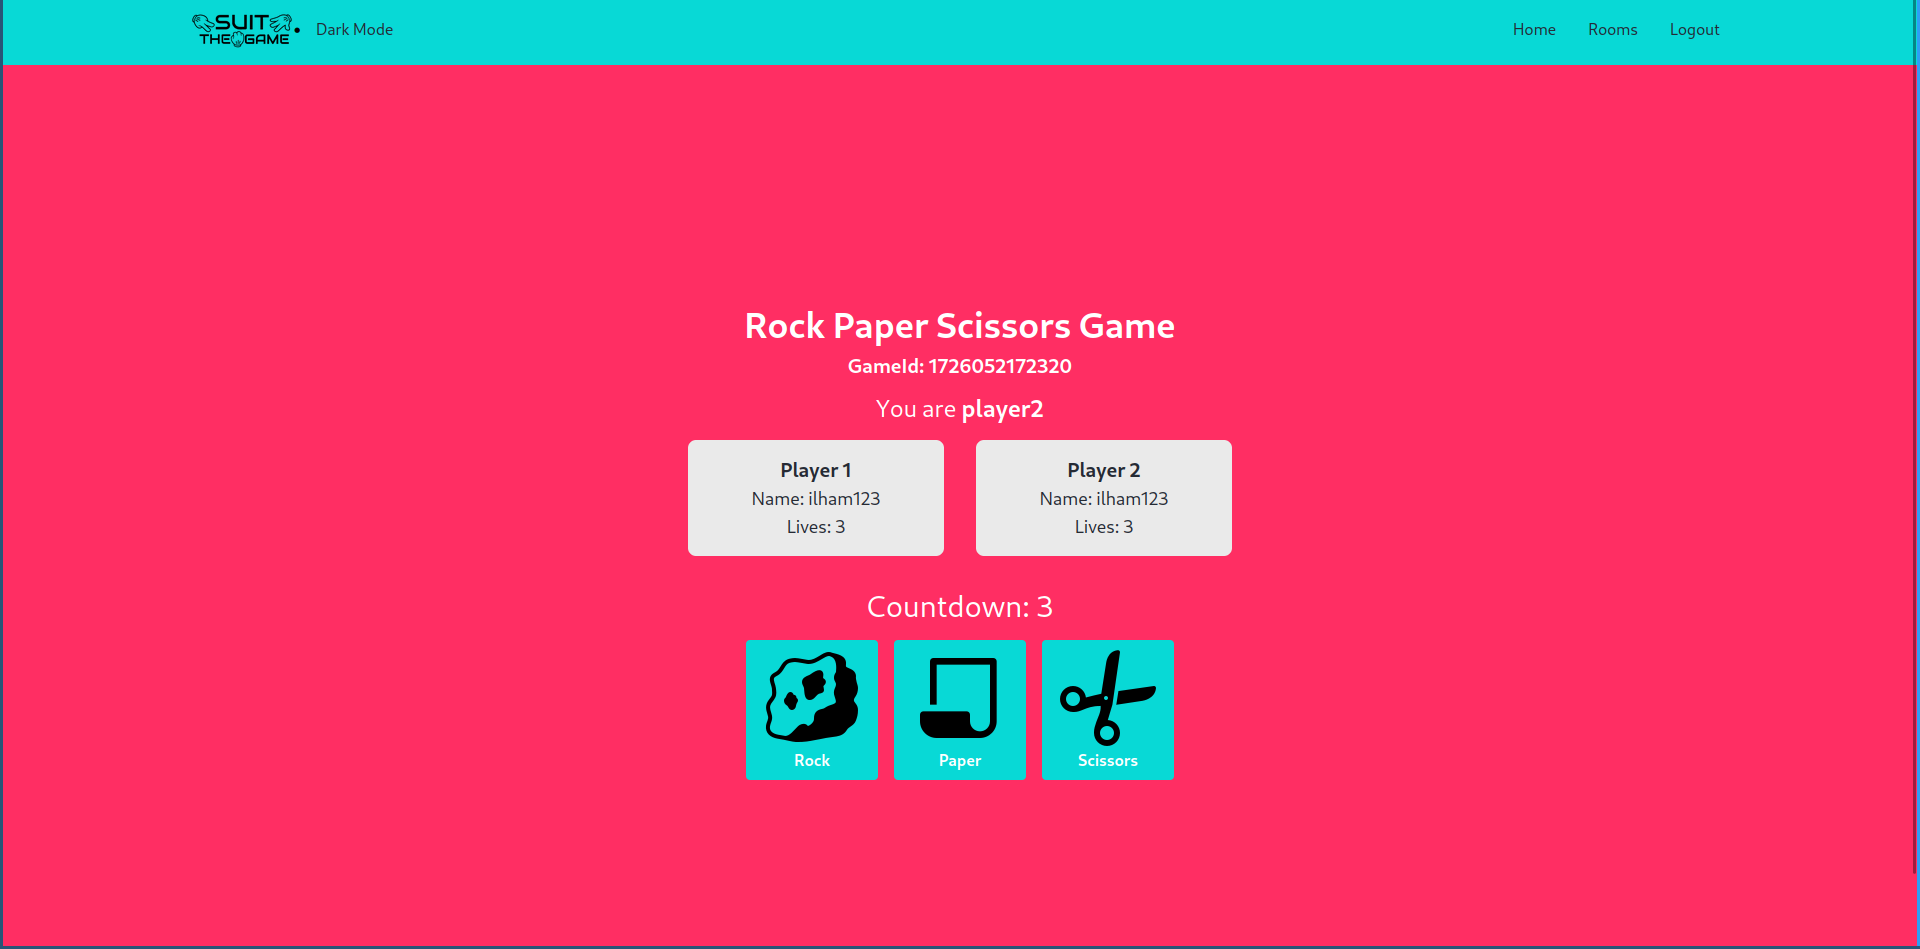 SUIT
THE GAME
Dark Mode
Home
Rooms
Logout
Rock Paper Scissors Game
GameId: 1726052172320
You are player2
Player 1
Name: ilham123
Lives: 3
Player 2
Name: ilham123
Lives: 3
Countdown: 3
Rock
Paper
Scissors